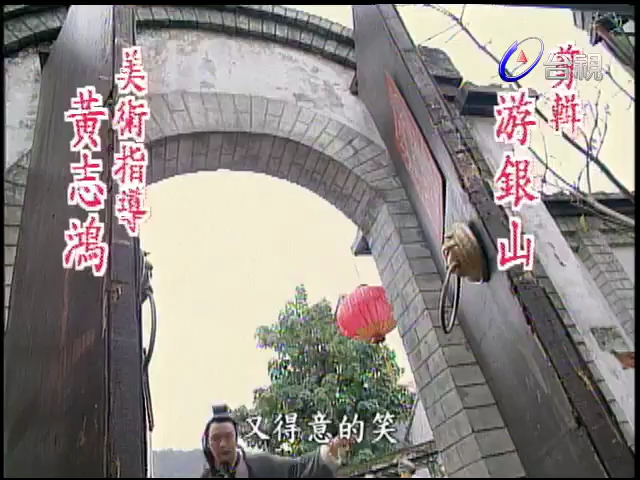 台視
剪輯
游銀山
美術指導
黃志鴻
又得意的笑